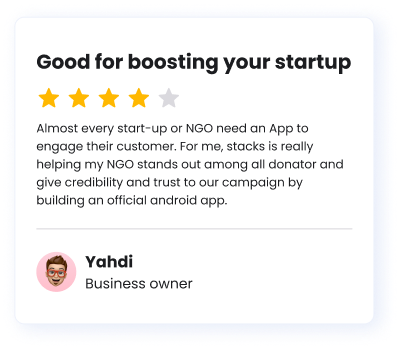 Good for boosting your startup
Almost every start-up or NGO need an App to
engage their customer. For me, stacks is really
helping my NGO stands out among all donator and
give credibility and trust to our campaign by
building an official android app.
Yahdi
Business owner